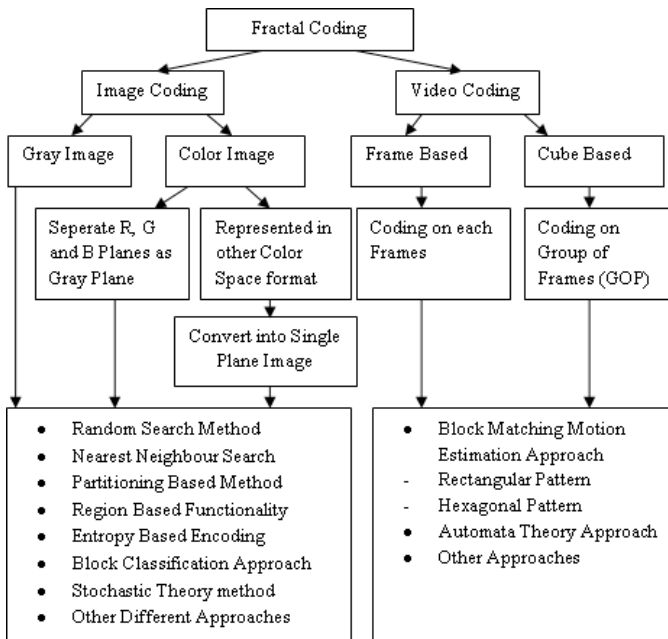 Fractal Coding
Image Coding
Video Coding
Gray Image
Color Image
Frame Based
Cube Based
Seperate R, G
and B Planes as
Gray Plane
Represented in
other Color
Space format
Coding on each
Frames
Coding on
Group of
Frames (GOP)
Convert into Single
Plane Image
● Random Search Method
● Nearest Neighbour Search
● Partitioning Based Method
● Region Based Functionality
● Entropy Based Encoding
● Block Classification Approach
● Stochastic Theory method
● Other Different Approaches
● Block Matching Motion
Estimation Approach
- Rectangular Pattern
- Hexagonal Pattern
● Automata Theory Approach
● Other Approaches